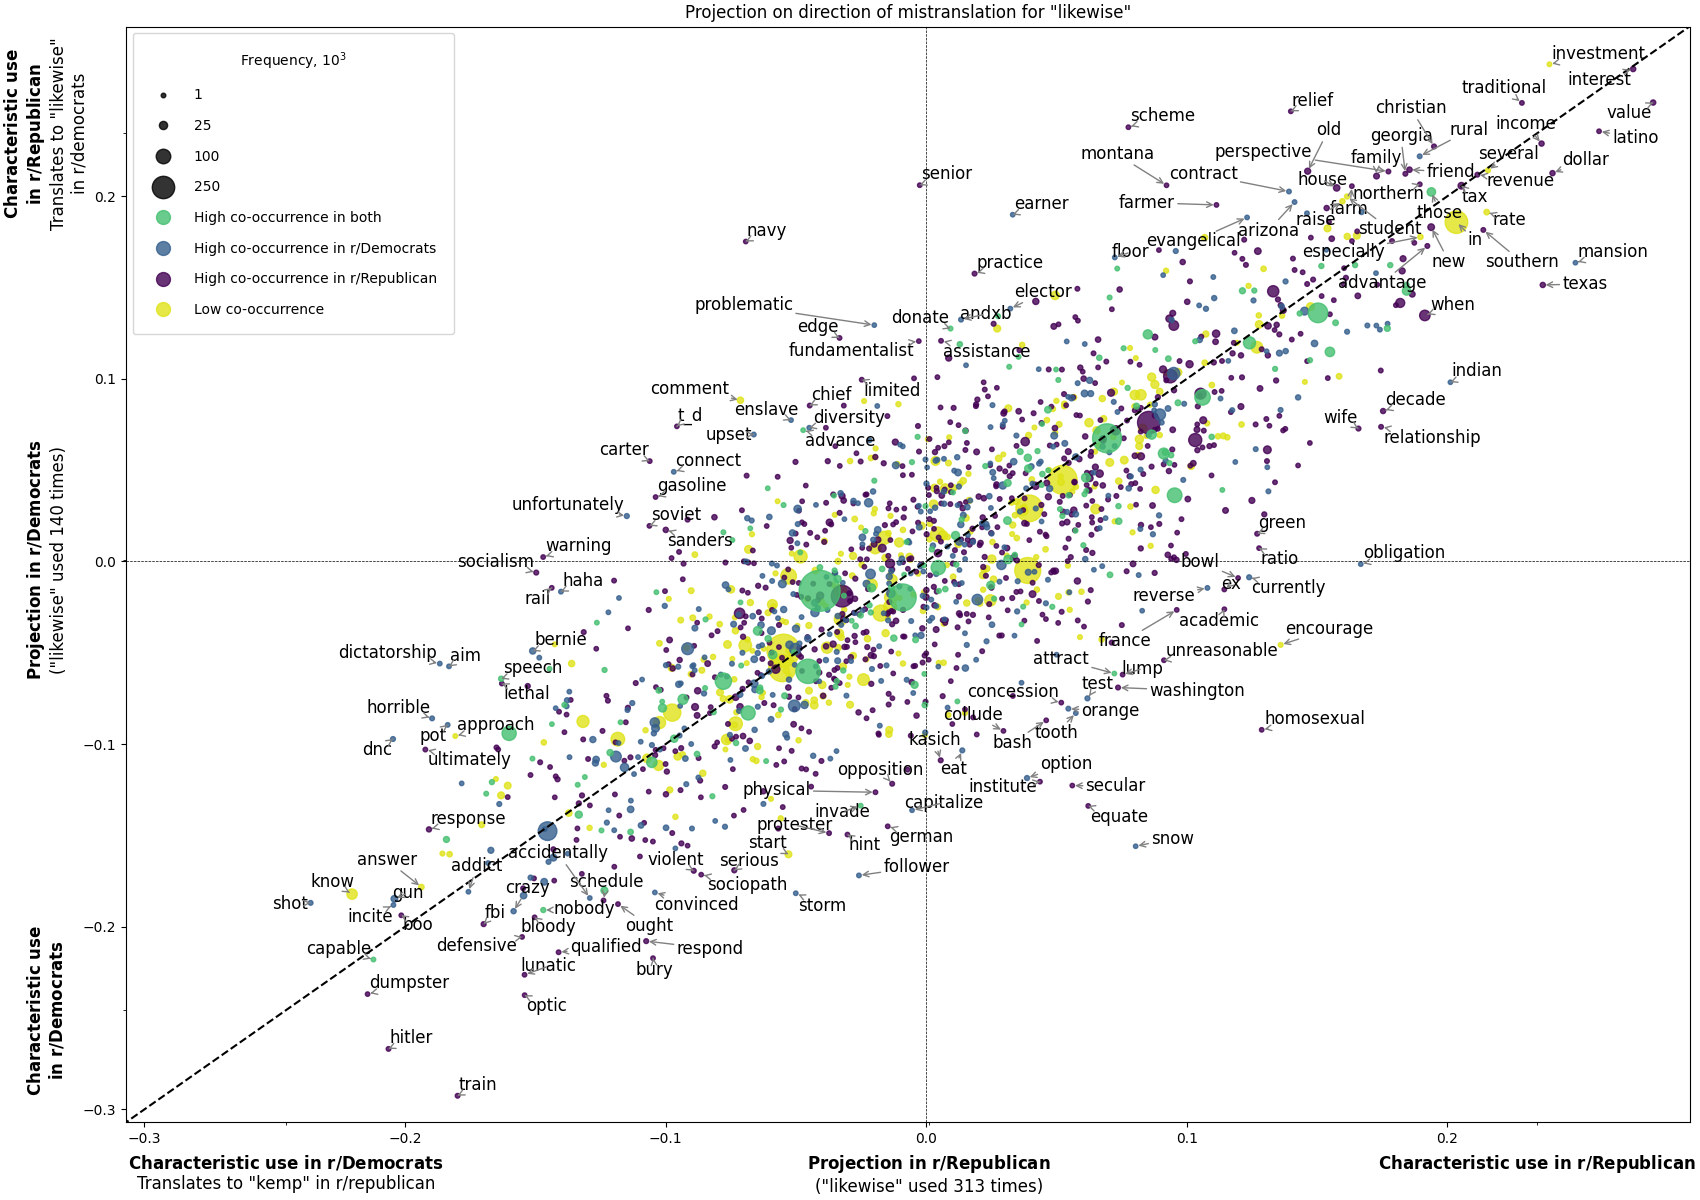 Projection on direction of mistranslation for "likewise"
Characteristic use
in r/Republican
Translates to "likewise"
in r/democrats
Projection in r/Democrats
("likewise" used 140 times)
Characteristic use
in r/Democrats
Frequency, 10³
1
25
100
250
High co-occurrence in both
High co-occurrence in r/Democrats
High co-occurrence in r/Republican
Low co-occurrence
0.2
0.1
0.0
−0.1
−0.2
−0.3
investment
interest
traditional
value
relief
christian
scheme
old
georgia
rural
income
latino
montana
perspective
family
several
dollar
senior
contract
house
friend
revenue
northern
tax
farmer
earner
farm
those
raise
student
rate
in
navy
evangelical
arizona
floor
especially
new
southern
mansion
practice
advantage
texas
elector
problematic
donate
andxb
when
edge
fundamentalist
assistance
indian
comment
chief
limited
decade
t_d
enslave
diversity
wife
upset
advance
relationship
carter
connect
gasoline
unfortunately
soviet
green
sanders
warning
obligation
socialism
bowl
ratio
haha
ex
currently
rail
reverse
academic
encourage
bernie
france
unreasonable
dictatorship
aim
attract
lump
speech
test
washington
lethal
concession
horrible
collude
orange
homosexual
approach
pot
tooth
dnc
kasich
bash
ultimately
eat
option
opposition
institute
secular
physical
capitalize
invade
equate
response
protester
german
snow
start
hint
accidentally
answer
addict
violent
serious
follower
know
gun
crazy
schedule
sociopath
shot
incite
nobody
convinced
storm
boo
fbi
bloody
ought
capable
defensive
qualified
respond
lunatic
bury
dumpster
optic
hitler
train
−0.3
−0.2
−0.1
0.0
0.1
0.2
Characteristic use in r/Democrats
Translates to "kemp" in r/republican
Projection in r/Republican
("likewise" used 313 times)
Characteristic use in r/Republican